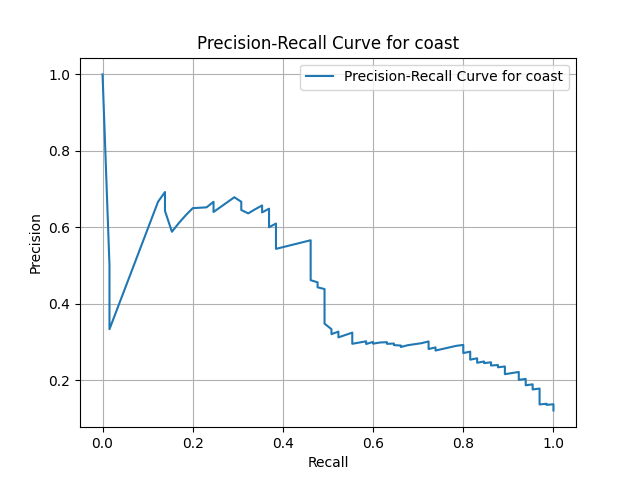 Precision-Recall Curve for coast
Precision-Recall Curve for coast
1.0
0.8
0.6
0.4
0.2
Precision
0.0 0.2 0.4 0.6 0.8 1.0
Recall